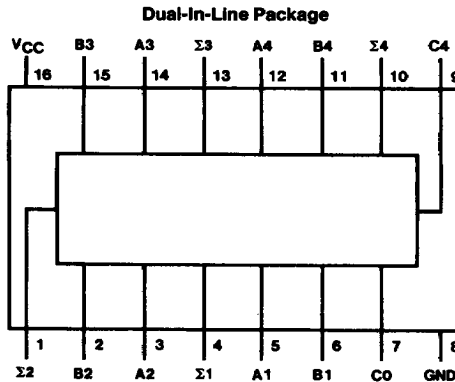 Dual-In-Line Package
VCC B3 A3 Σ3 A4 B4 Σ4 C4
16 15 14 13 12 11 10 9
1 2 3 4 5 6 7 8
Σ2 B2 A2 Σ1 A1 B1 C0 GND